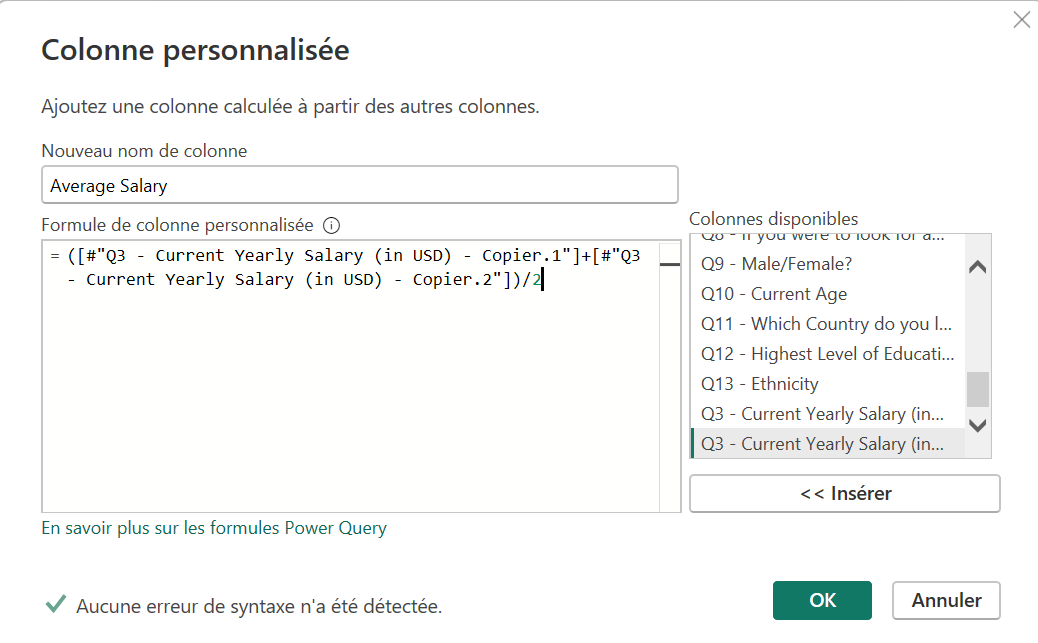 Colonne personnalisée
Ajoutez une colonne calculée à partir des autres colonnes.
Nouveau nom de colonne
Average Salary
Formule de colonne personnalisée
= ([#"Q3 - Current Yearly Salary (in USD) - Copier.1"]+[#"Q3
- Current Yearly Salary (in USD) - Copier.2"])/2
Colonnes disponibles
Q8 - If you were to look for a...
Q9 - Male/Female?
Q10 - Current Age
Q11 - Which Country do you l...
Q12 - Highest Level of Educati...
Q13 - Ethnicity
Q3 - Current Yearly Salary (in...
Q3 - Current Yearly Salary (in...
<< Insérer
En savoir plus sur les formules Power Query
Aucune erreur de syntaxe n'a été détectée.
OK
Annuler